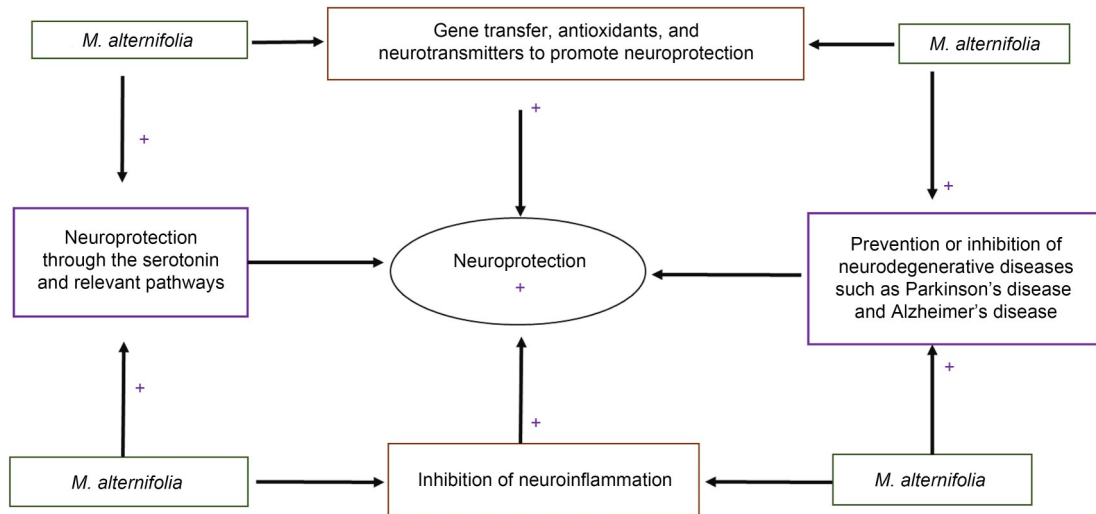 M. alternifolia
Gene transfer, antioxidants, and
neurotransmitters to promote neuroprotection
M. alternifolia
+
+
+
Neuroprotection
through the serotonin
and relevant pathways
Neuroprotection
+
Prevention or inhibition of
neurodegenerative diseases
such as Parkinson’s disease
and Alzheimer’s disease
+
+
+
M. alternifolia
Inhibition of neuroinflammation
M. alternifolia